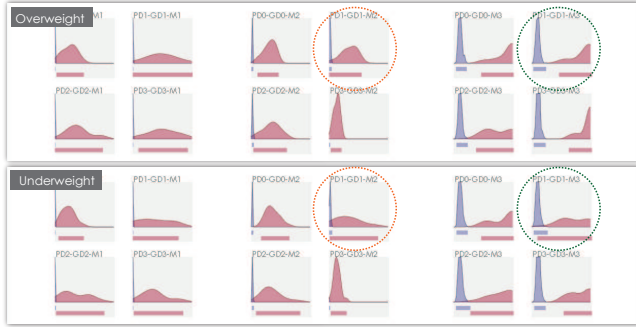 Overweight
PD1-GD1-M1
PD0-GD0-M2
PD1-GD1-M2
PD0-GD0-M3
PD1-GD1-M3
PD2-GD2-M1
PD3-GD3-M1
PD2-GD2-M2
PD3-GD3-M2
PD2-GD2-M3
PD3-GD3-M3
Underweight
PD1-GD1-M1
PD0-GD0-M2
PD1-GD1-M2
PD0-GD0-M3
PD1-GD1-M3
PD2-GD2-M1
PD3-GD3-M1
PD2-GD2-M2
PD3-GD3-M2
PD2-GD2-M3
PD3-GD3-M3